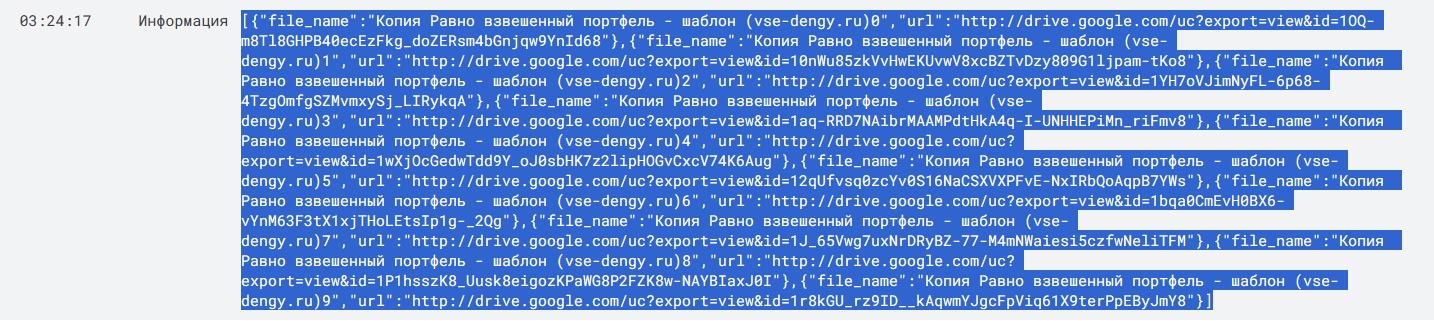 03:24:17 Информация [{"file_name":"Копия Равно взвешенный портфель - шаблон (vse-dengy.ru)0","url":"http://drive.google.com/uc?export=view&id=1OQ-
m8Tl8GHPB40ecEzFkg_doZERsm4bGnjqw9YnId68"},{"file_name":"Копия Равно взвешенный портфель - шаблон (vse-
dengy.ru)1","url":"http://drive.google.com/uc?export=view&id=10nWu85zkVvHwEKUvwV8xcBZTvDzy809G1ljpam-tKo8"},{"file_name":"Копия
Равно взвешенный портфель - шаблон (vse-dengy.ru)2","url":"http://drive.google.com/uc?export=view&id=1YH7oVJimNyFL-6p68-
4TzgOmfgSZMvmxySj_LIRykqA"},{"file_name":"Копия Равно взвешенный портфель - шаблон (vse-
dengy.ru)3","url":"http://drive.google.com/uc?export=view&id=1aq-RRD7NAibrMAAMPdtHkA4q-I-UNHHEPiMn_riFmv8"},{"file_name":"Копия
Равно взвешенный портфель - шаблон (vse-dengy.ru)4","url":"http://drive.google.com/uc?
export=view&id=1wXjOcGedwTdd9Y_oJ0sbHK7z2lipHOGvCxcV74K6Aug"},{"file_name":"Копия Равно взвешенный портфель - шаблон (vse-
dengy.ru)5","url":"http://drive.google.com/uc?export=view&id=12qUfvsq0zcYv0S16NaCSXVXPFvE-NxIRbQoAqpB7YWs"},{"file_name":"Копия
Равно взвешенный портфель - шаблон (vse-dengy.ru)6","url":"http://drive.google.com/uc?export=view&id=1bqa0CmEvH0BX6-
vYnM63F3tX1xjTHoLEtsIp1g-_2Qg"},{"file_name":"Копия Равно взвешенный портфель - шаблон (vse-
dengy.ru)7","url":"http://drive.google.com/uc?export=view&id=1J_65Vwg7uxNrDRyBZ-77-M4mNWaiesi5czfwNeliTFM"},{"file_name":"Копия
Равно взвешенный портфель - шаблон (vse-dengy.ru)8","url":"http://drive.google.com/uc?
export=view&id=1P1hsszK8_Uusk8eigozKPaWG8P2FZK8w-NAYBIaxJ0I"},{"file_name":"Копия Равно взвешенный портфель - шаблон (vse-
dengy.ru)9","url":"http://drive.google.com/uc?export=view&id=1r8kGU_rz9ID__kAqwmYJgcFpViq61X9terPpEByJmY8"}]